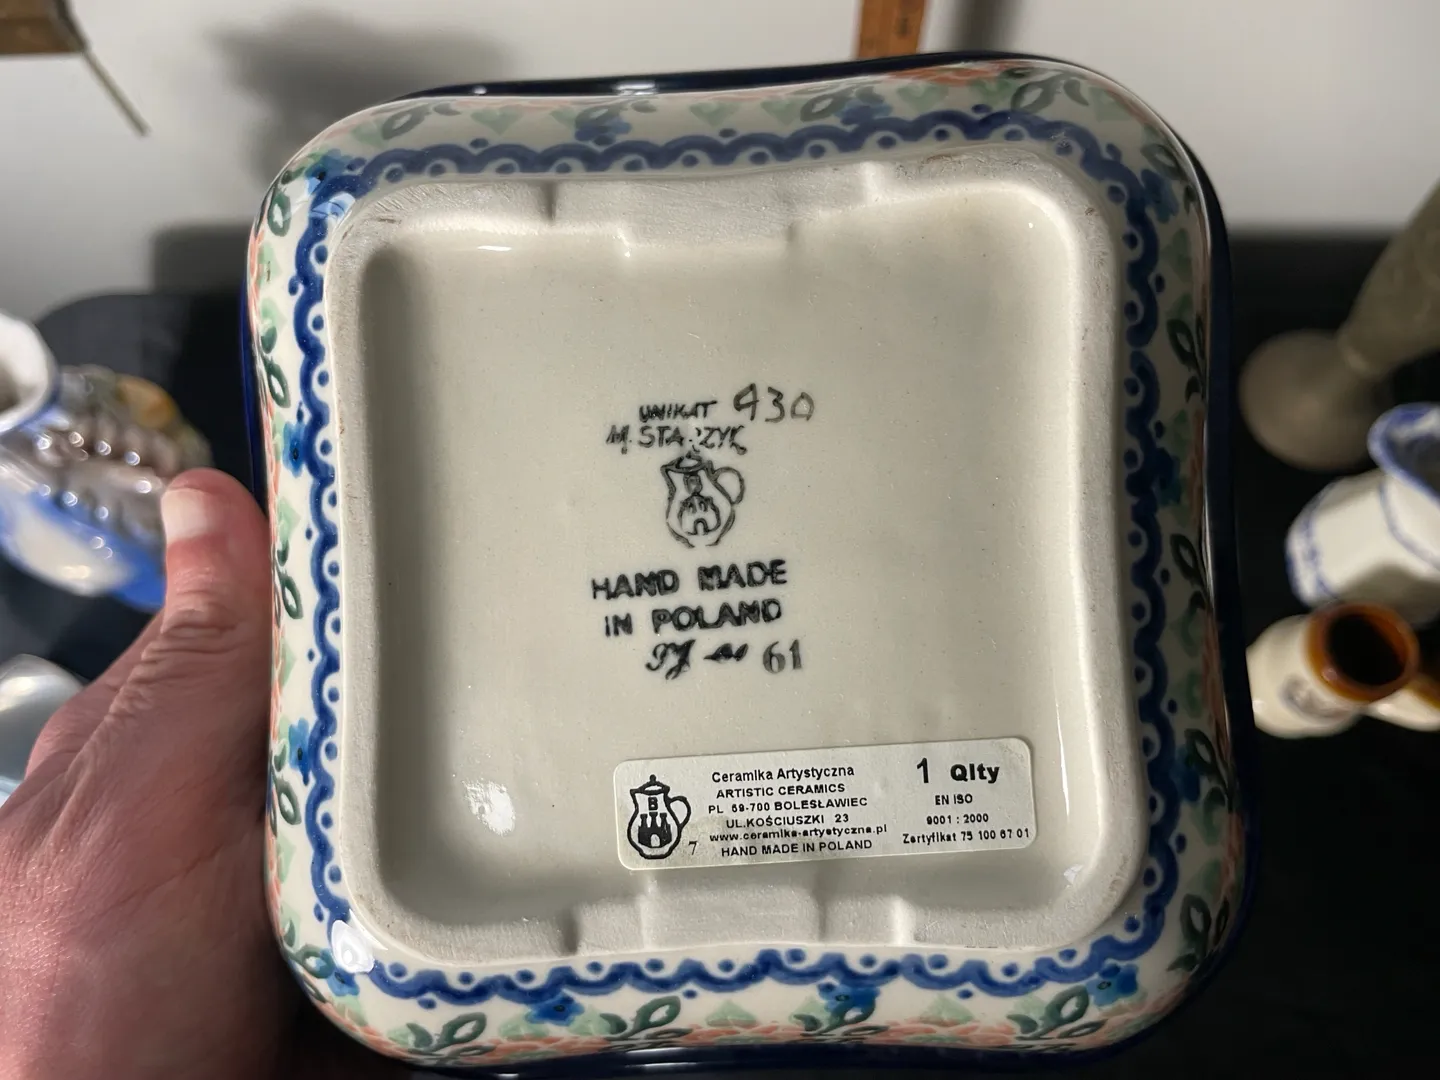 UNIKAT 430
M. STARZYK
HAND MADE
IN POLAND
61
Ceramika Artystyczna
ARTISTIC CERAMICS
PL 59-700 BOLESŁAWIEC
UL.KOŚCIUSZKI 23
www.ceramika-artystyczna.pl
7 HAND MADE IN POLAND
B
1 Qlty
EN ISO
9001 : 2000
Zertyfikat 75 100 67 01